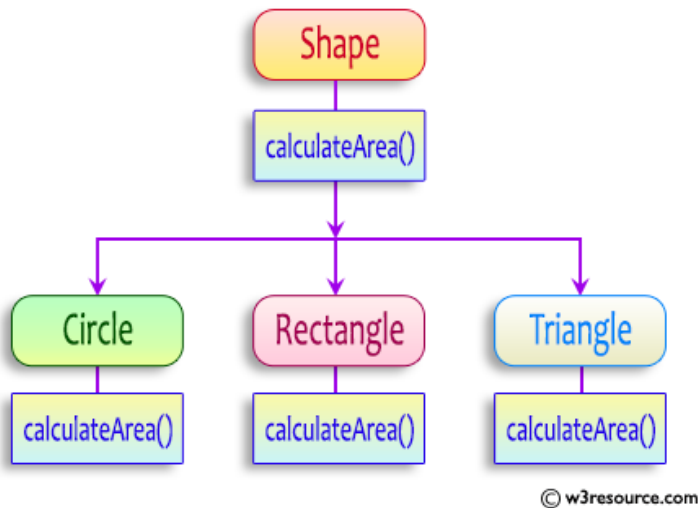 Shape
calculateArea()
Circle
Rectangle
Triangle
calculateArea()
calculateArea()
calculateArea()
© w3resource.com